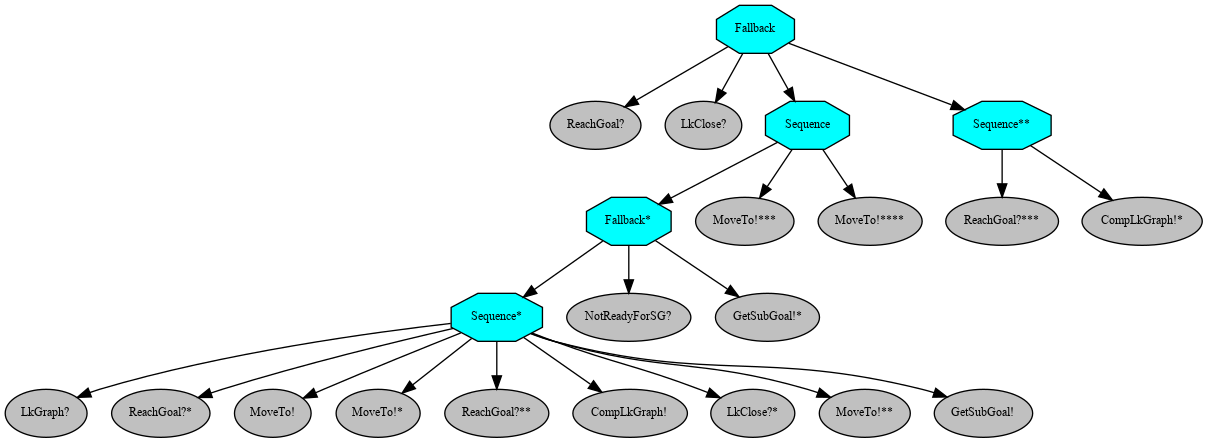 Fallback
ReachGoal?
LkClose?
Sequence
Sequence**
Fallback*
MoveTo!***
MoveTo!****
ReachGoal?***
CompLkGraph!*
Sequence*
NotReadyForSG?
GetSubGoal!*
LkGraph?
ReachGoal?*
MoveTo!
MoveTo!*
ReachGoal?**
CompLkGraph!
LkClose?*
MoveTo!**
GetSubGoal!